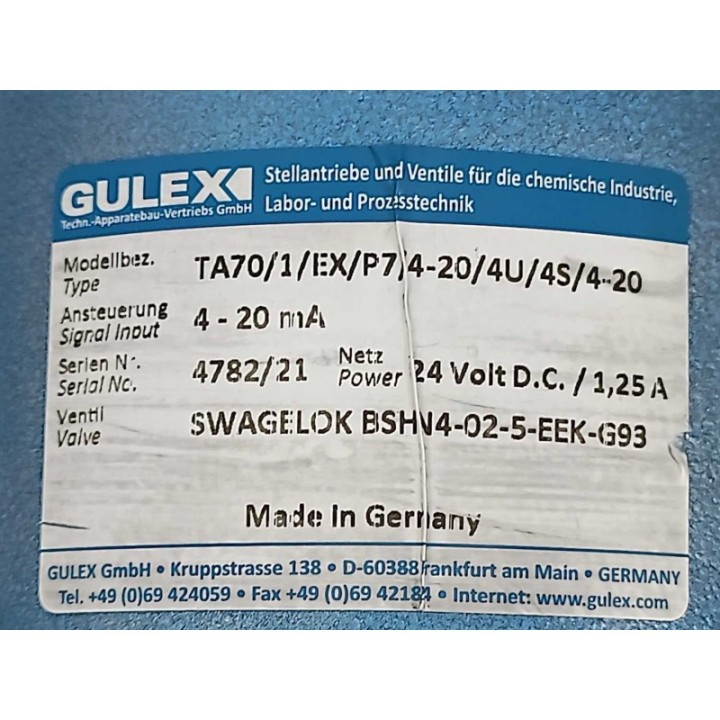 GULEX
Techn.-Apparatebau-Vertriebs GmbH
Stellantriebe und Ventile für die chemische Industrie,
Labor- und Prozesstechnik
Modellbez. TA70/1/EX/P7/4-20/4U/4S/4-20
Type
Ansteuerung 4 - 20 mA
Signal Input
Serien Nr. 4782/21 Netz 24 Volt D.C. / 1,25 A
Serial No. Power
Ventil SWAGELOK BSHN4-02-5-EEK-G93
Valve
Made in Germany
GULEX GmbH • Kruppstrasse 138 • D-60388 Frankfurt am Main • GERMANY
Tel. +49 (0)69 424059 • Fax +49 (0)69 42184 • Internet: www.gulex.com